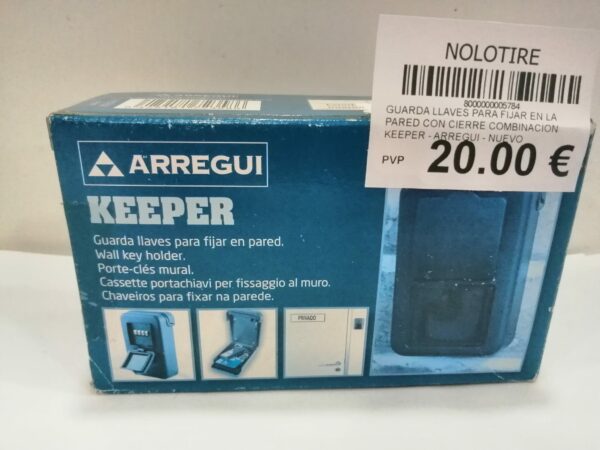 NOLOTIRE
8000000005784
GUARDA LLAVES PARA FIJAR EN LA
PARED CON CIERRE COMBINACION
KEEPER - ARREGUI - NUEVO
PVP 20.00 €
ARREGUI
KEEPER
Guarda llaves para fijar en pared.
Wall key holder.
Porte-clés mural.
Cassette portachiavi per fissaggio al muro.
Chaveiros para fixar na parede.
PRIVADO